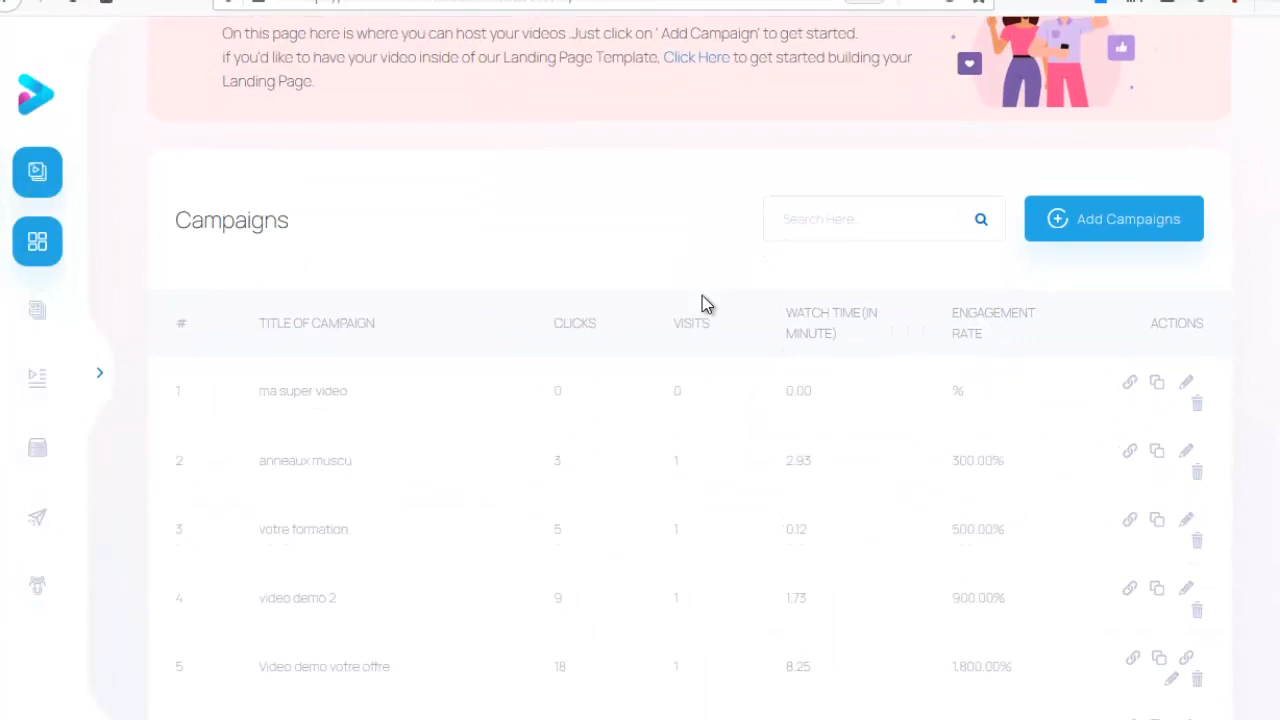 On this page here is where you can host your videos .Just click on ' Add Campaign' to get started.
if you'd like to have your video inside of our Landing Page Template, Click Here to get started building your
Landing Page.
Campaigns
Search Here...
Add Campaigns
# TITLE OF CAMPAIGN CLICKS VISITS WATCH TIME(IN MINUTE) ENGAGEMENT RATE ACTIONS
1 ma super video 0 0 0.00 %
2 anneaux muscu 3 1 2.93 300.00%
3 votre formation 5 1 0.12 500.00%
4 video demo 2 9 1 1.73 900.00%
5 Video demo votre offre 18 1 8.25 1,800.00%